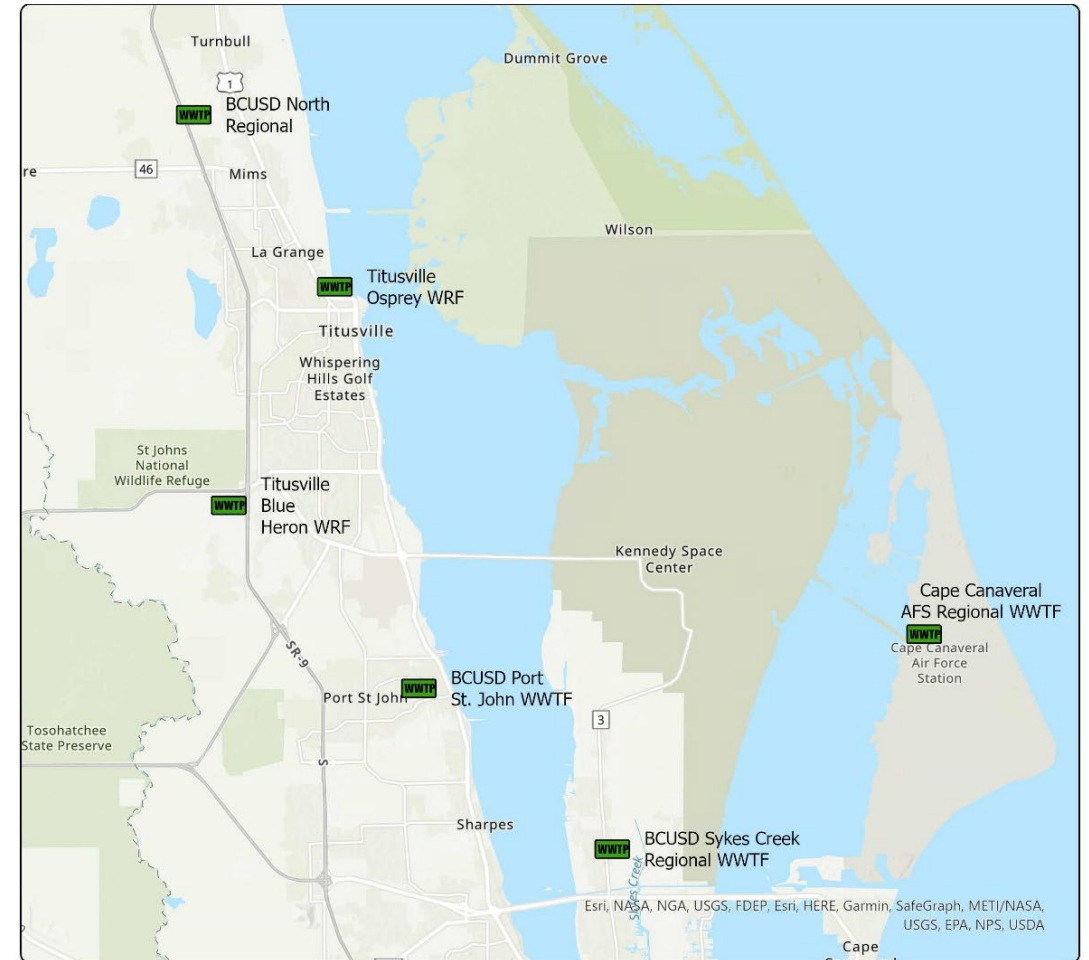 Turnbull
Dummit Grove
1
WWTP
BCUSD North
Regional
re
46
Mims
Wilson
La Grange
WWTP
Titusville
Osprey WRF
Titusville
Whispering
Hills Golf
Estates
St Johns
National
Wildlife Refuge
WWTP
Titusville
Blue
Heron WRF
Kennedy Space
Center
Cape Canaveral
AFS Regional WWTF
WWTP
Cape Canaveral
Air Force
Station
SR-9
Port St John
WWTP
BCUSD Port
St. John WWTF
3
Tosohatchee
State Preserve
S
Sharpes
WWTP
BCUSD Sykes Creek
Regional WWTF
Sykes Creek
Esri, NASA, NGA, USGS, FDEP, Esri, HERE, Garmin, SafeGraph, METI/NASA,
USGS, EPA, NPS, USDA
Cape